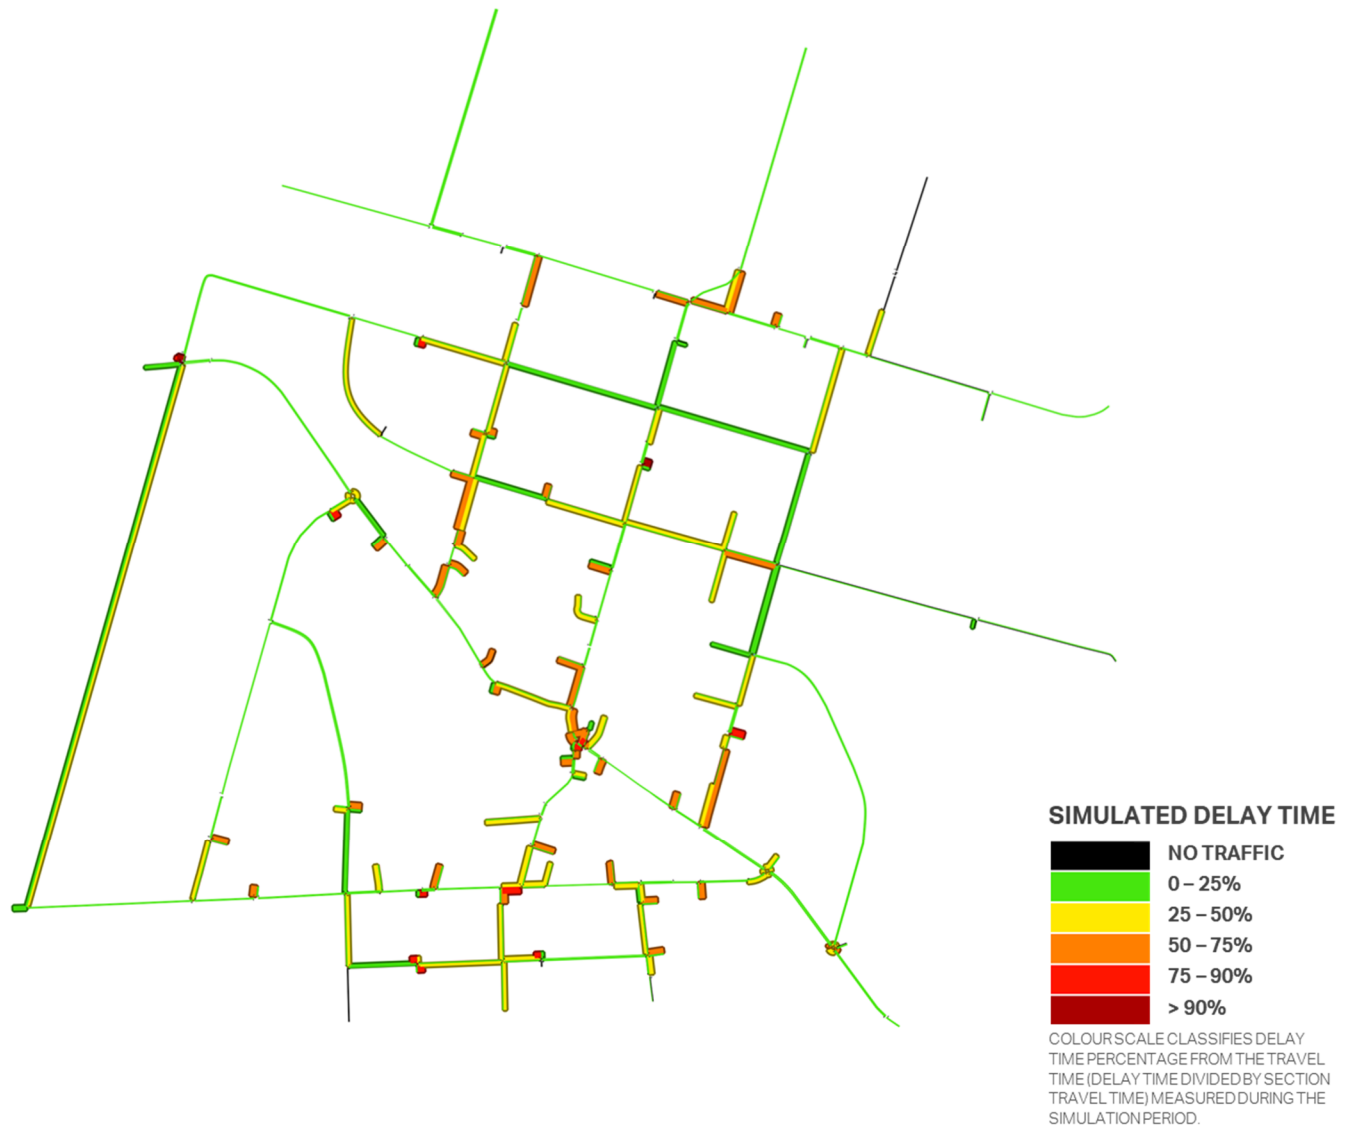 SIMULATED DELAY TIME
NO TRAFFIC
0 – 25%
25 – 50%
50 – 75%
75 – 90%
> 90%
COLOUR SCALE CLASSIFIES DELAY
TIME PERCENTAGE FROM THE TRAVEL
TIME (DELAY TIME DIVIDED BY SECTION
TRAVEL TIME) MEASURED DURING THE
SIMULATION PERIOD.